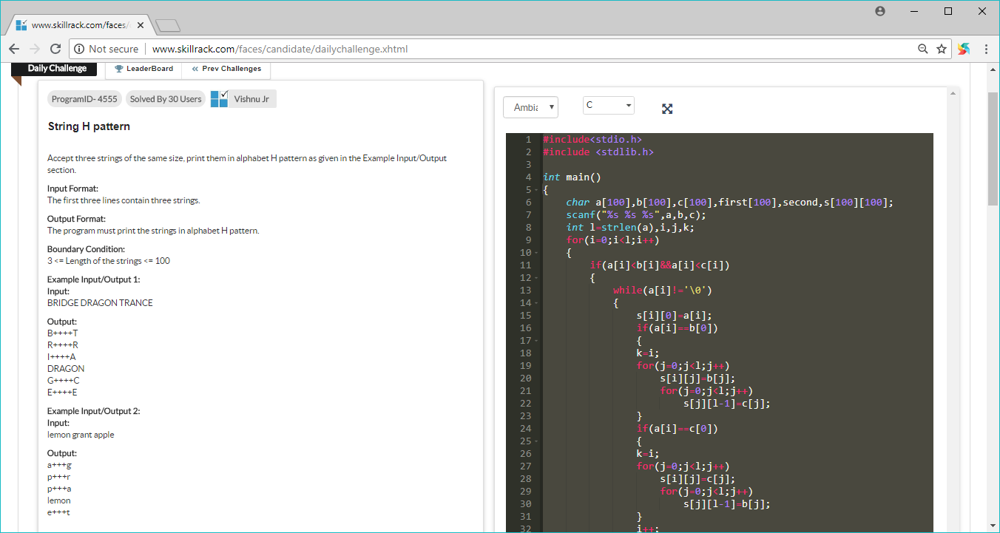 www.skillrack.com/faces/
Not secure
www.skillrack.com/faces/candidate/dailychallenge.xhtml
Daily Challenge
LeaderBoard
Prev Challenges
ProgramID- 4555
Solved By 30 Users
Vishnu Jr
String H pattern
Accept three strings of the same size, print them in alphabet H pattern as given in the Example Input/Output
section.
Input Format:
The first three lines contain three strings.
Output Format:
The program must print the strings in alphabet H pattern.
Boundary Condition:
3 <= Length of the strings <= 100
Example Input/Output 1:
Input:
BRIDGE DRAGON TRANCE
Output:
B++++T
R++++R
I++++A
DRAGON
G++++C
E++++E
Example Input/Output 2:
Input:
lemon grant apple
Output:
a+++g
p+++r
p+++a
lemon
e+++t
Ambia
C
1 #include<stdio.h>
2 #include <stdlib.h>
3
4 int main()
5 {
6 char a[100],b[100],c[100],first[100],second,s[100][100];
7 scanf("%s %s %s",a,b,c);
8 int l=strlen(a),i,j,k;
9 for(i=0;i<l;i++)
10 {
11 if(a[i]<b[i]&&a[i]<c[i])
12 {
13 while(a[i]!='\0')
14 {
15 s[i][0]=a[i];
16 if(a[i]==b[0])
17 {
18 k=i;
19 for(j=0;j<l;j++)
20 s[i][j]=b[j];
21 for(j=0;j<l;j++)
22 s[j][l-1]=c[j];
23 }
24 if(a[i]==c[0])
25 {
26 k=i;
27 for(j=0;j<l;j++)
28 s[i][j]=c[j];
29 for(j=0;j<l;j++)
30 s[j][l-1]=b[j];
31 }
32 i++;